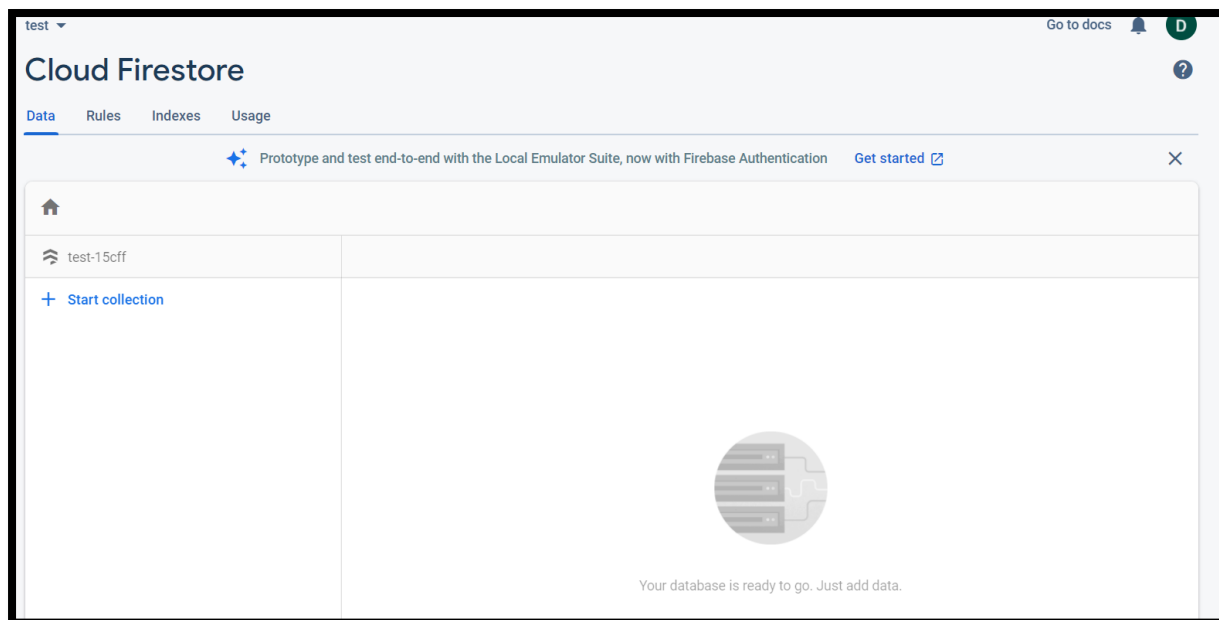 test
Go to docs
D
Cloud Firestore
?
Data Rules Indexes Usage
Prototype and test end-to-end with the Local Emulator Suite, now with Firebase Authentication Get started
test-15cff
+ Start collection
Your database is ready to go. Just add data.